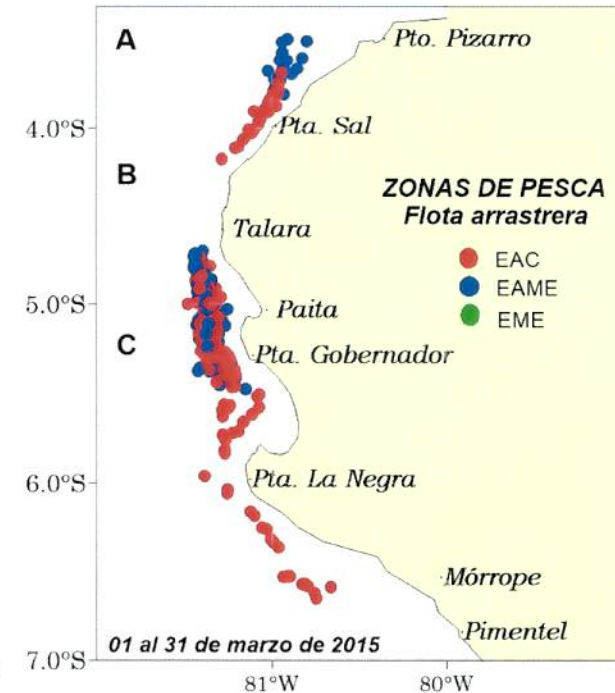 A
Pto. Pizarro
4.0°S
Pta. Sal
B
ZONAS DE PESCA
Flota arrastrera
Talara
EAC
EAME
5.0°S
Paita
EME
C
Pta. Gobernador
6.0°S
Pta. La Negra
Mórrope
01 al 31 de marzo de 2015
Pimentel
7.0°S
81°W
80°W